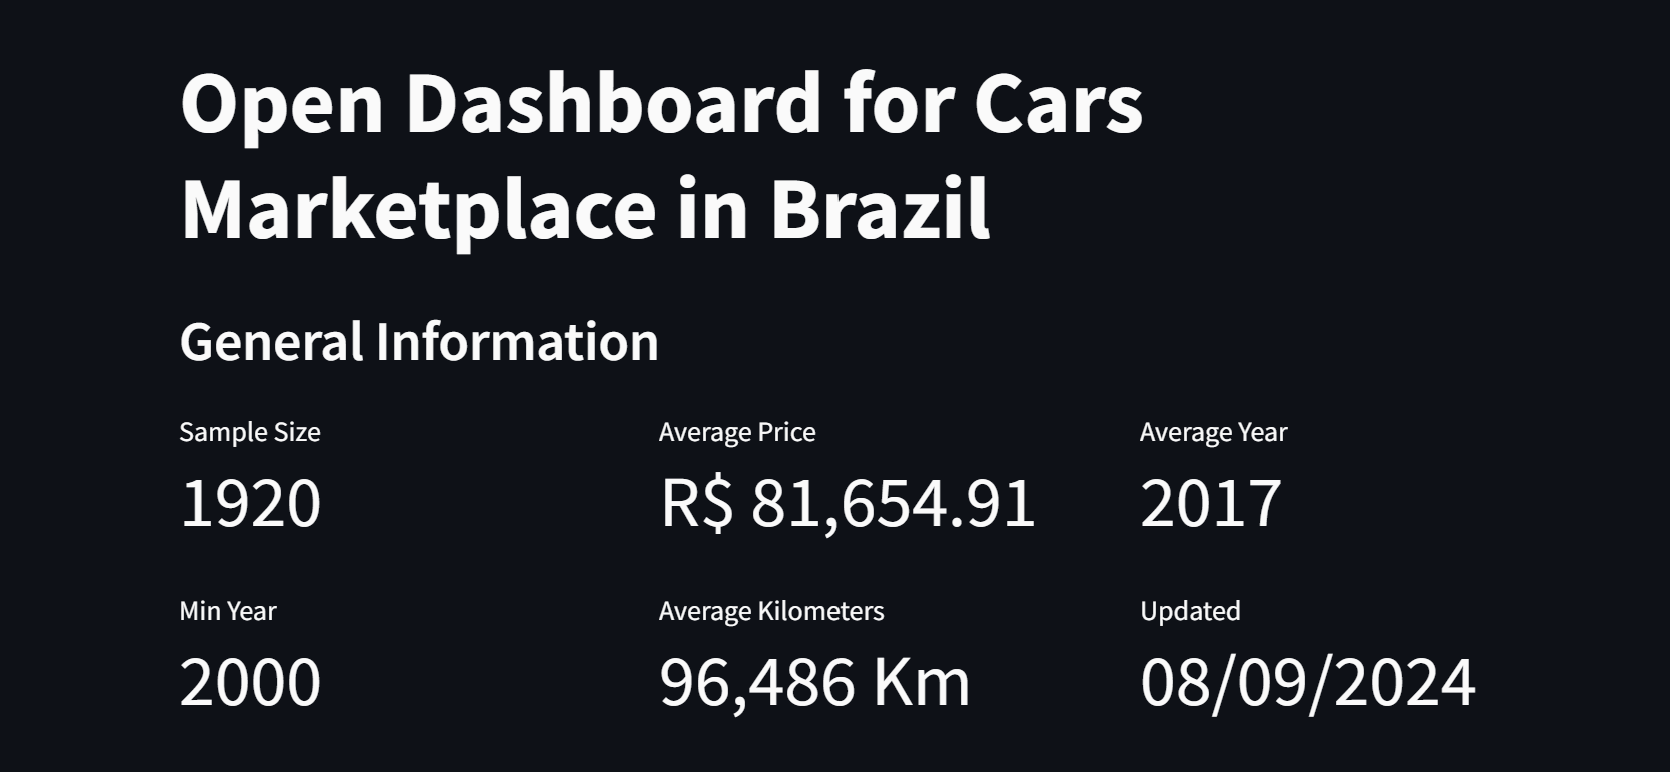 Open Dashboard for Cars
Marketplace in Brazil
General Information
Sample Size
1920
Average Price
R$ 81,654.91
Average Year
2017
Min Year
2000
Average Kilometers
96,486 Km
Updated
08/09/2024